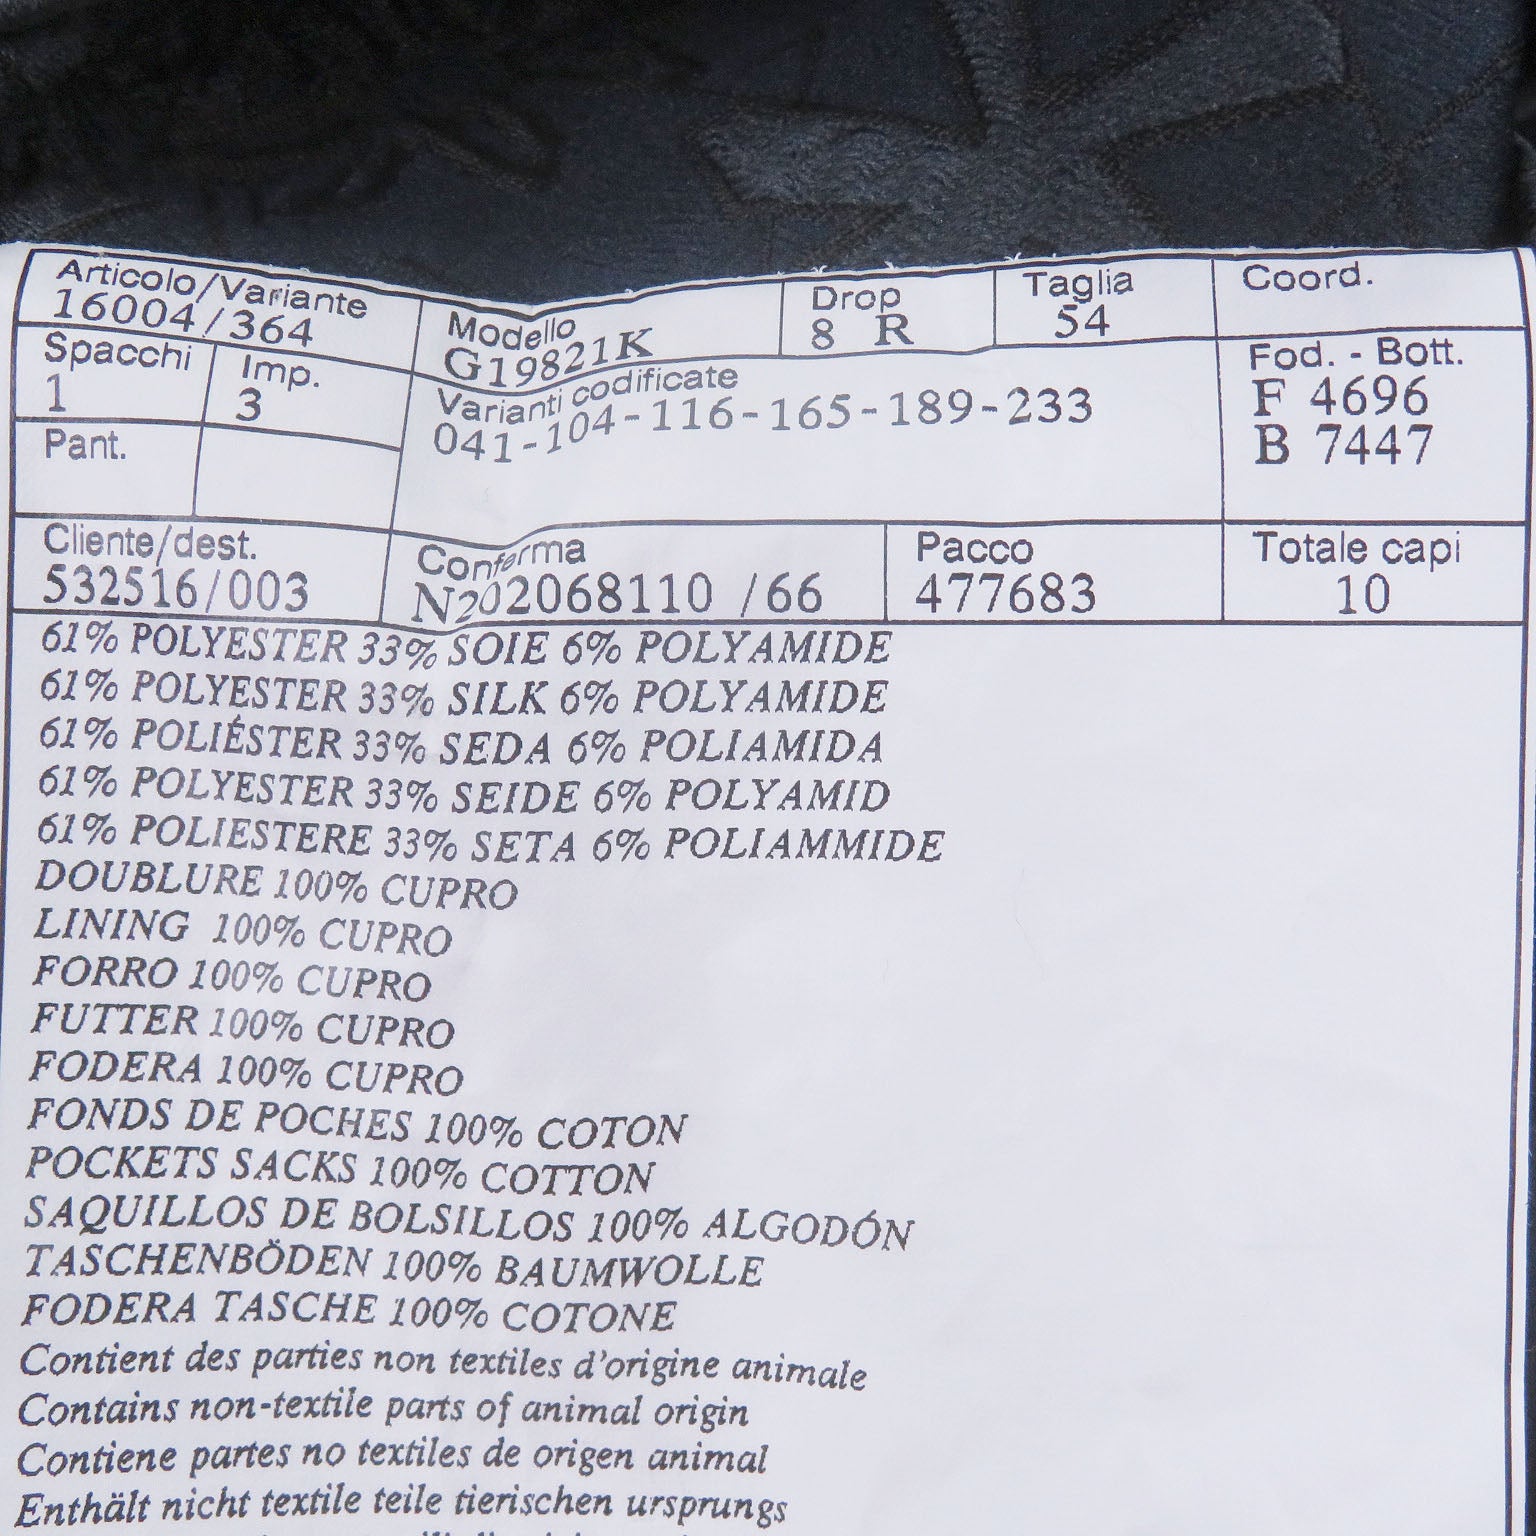 Articolo/Variante Modello Drop Taglia Coord.
16004/364 G19821K 8 R 54
Spacchi Imp. Varianti codificate Fod. - Bott.
1 3 041-104-116-165-189-233 F 4696
Pant. B 7447
Cliente/dest. Conferma Pacco Totale capi
532516/003 N202068110 /66 477683 10
61% POLYESTER 33% SOIE 6% POLYAMIDE
61% POLYESTER 33% SILK 6% POLYAMIDE
61% POLIÉSTER 33% SEDA 6% POLIAMIDA
61% POLYESTER 33% SEIDE 6% POLYAMID
61% POLIESTERE 33% SETA 6% POLIAMMIDE
DOUBLURE 100% CUPRO
LINING 100% CUPRO
FORRO 100% CUPRO
FUTTER 100% CUPRO
FODERA 100% CUPRO
FONDS DE POCHES 100% COTON
POCKETS SACKS 100% COTTON
SAQUILLOS DE BOLSILLOS 100% ALGODÓN
TASCHENBÖDEN 100% BAUMWOLLE
FODERA TASCHE 100% COTONE
Contient des parties non textiles d'origine animale
Contains non-textile parts of animal origin
Contiene partes no textiles de origen animal
Enthält nicht textile teile tierischen ursprungs